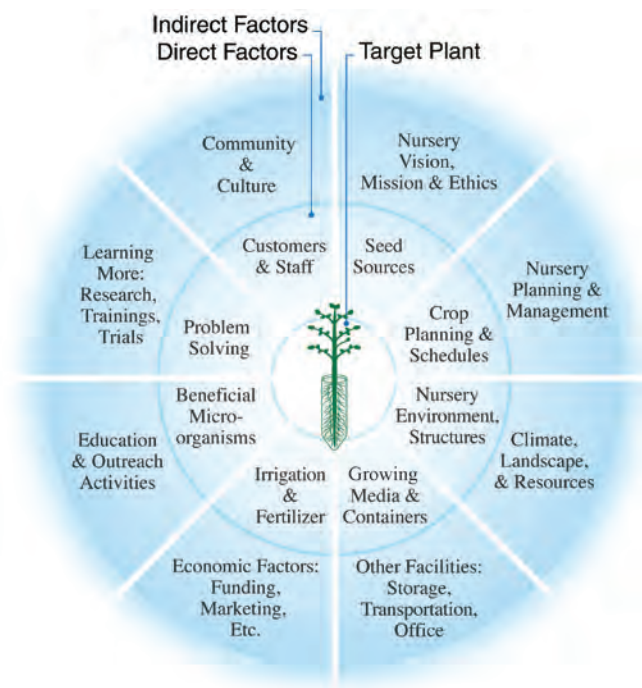 Indirect Factors
Direct Factors
Target Plant
Community
&
Culture
Nursery
Vision,
Mission & Ethics
Learning
More:
Research,
Trainings,
Trials
Customers
& Staff
Seed
Sources
Nursery
Planning &
Management
Problem
Solving
Crop
Planning &
Schedules
Beneficial
Micro-
organisms
Nursery
Environment,
Structures
Education
& Outreach
Activities
Climate,
Landscape,
& Resources
Irrigation
&
Fertilizer
Growing
Media &
Containers
Economic Factors:
Funding,
Marketing,
Etc.
Other Facilities:
Storage,
Transportation,
Office